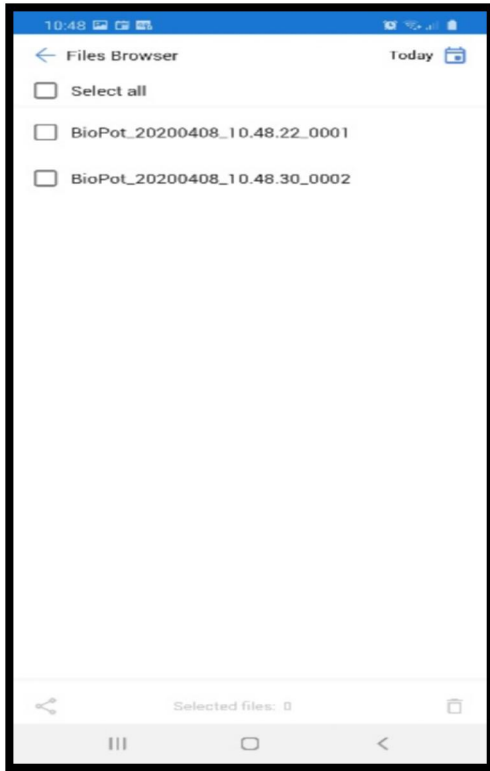 10:48
Files Browser Today
Select all
BioPot_20200408_10.48.22_0001
BioPot_20200408_10.48.30_0002
Selected files: 0